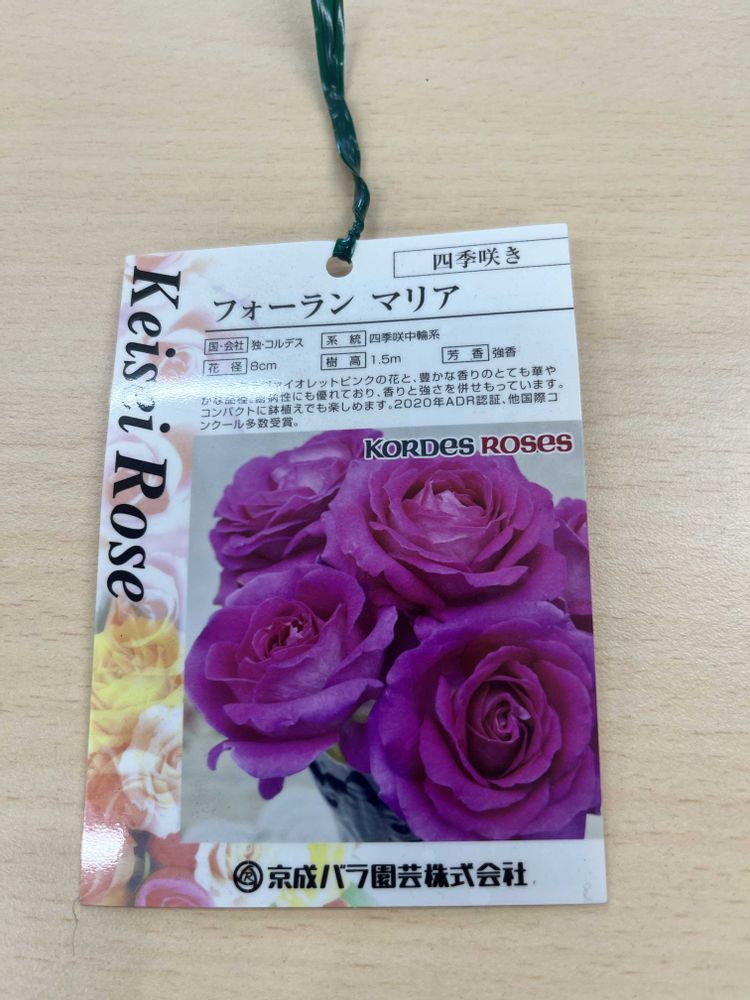 四季咲き
フォーラン マリア
国・会社 独・コルデス 系 統 四季咲中輪系
花 径 8cm 樹 高 1.5m 芳 香 強香
ヴァイオレットピンクの花と、豊かな香りのとても華や
かな品種。耐病性にも優れており、香りと強さを併せもっています。
コンパクトに鉢植えでも楽しめます。2020年ADR認証、他国際コ
ンクール多数受賞。
KORDES ROSES
Keisei Rose
京成バラ園芸株式会社